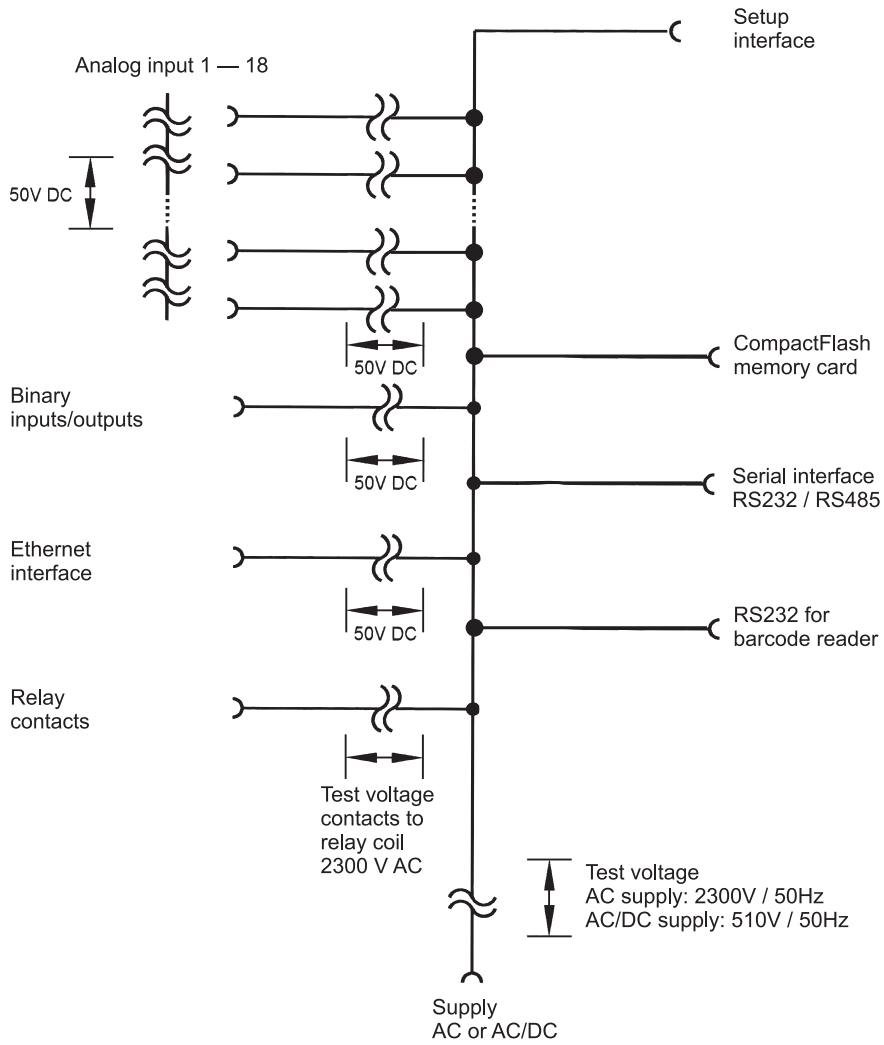 Setup
interface
Analog input 1 — 18
50V DC
50V DC
CompactFlash
memory card
Binary
inputs/outputs
50V DC
Serial interface
RS232 / RS485
Ethernet
interface
50V DC
RS232 for
barcode reader
Relay
contacts
Test voltage
contacts to
relay coil
2300 V AC
Test voltage
AC supply: 2300V / 50Hz
AC/DC supply: 510V / 50Hz
Supply
AC or AC/DC